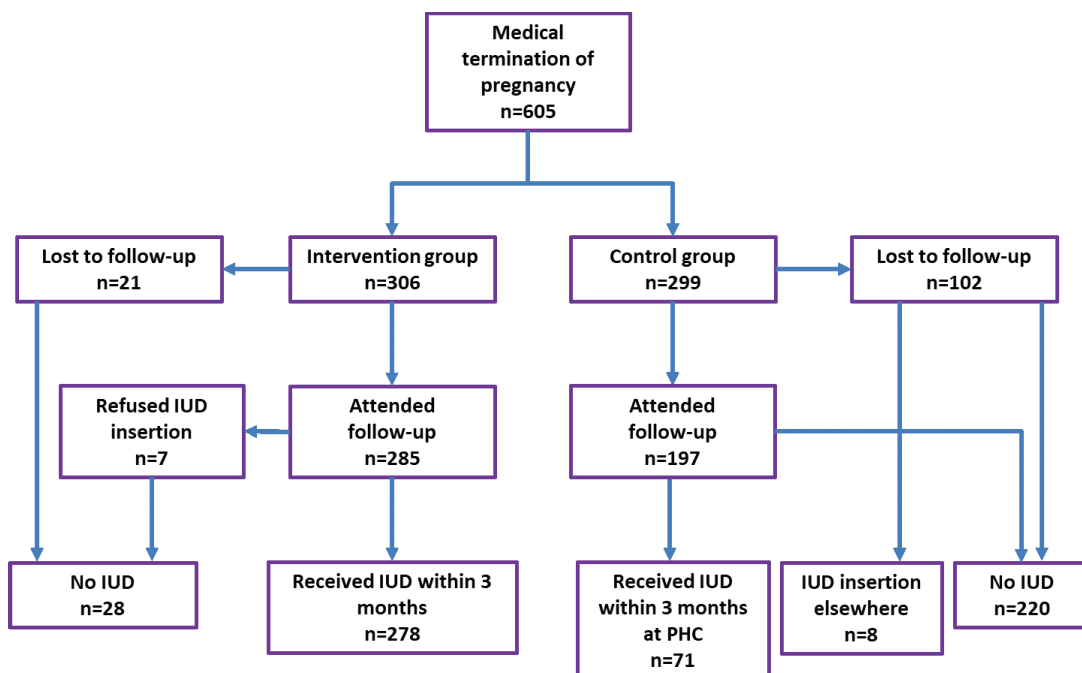 Medical
termination of
pregnancy
n=605
Lost to follow-up
n=21
Intervention group
n=306
Control group
n=299
Lost to follow-up
n=102
Refused IUD
insertion
n=7
Attended
follow-up
n=285
Attended
follow-up
n=197
No IUD
n=28
Received IUD within 3
months
n=278
Received IUD
within 3 months
at PHC
n=71
IUD insertion
elsewhere
n=8
No IUD
n=220